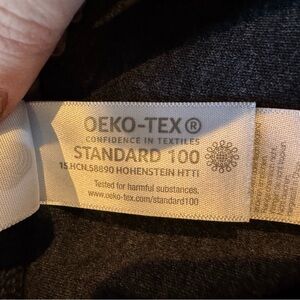 OEKO-TEX®
CONFIDENCE IN TEXTILES
STANDARD 100
15.HCN.58890 HOHENSTEIN HTTI
Tested for harmful substances.
www.oeko-tex.com/standard100